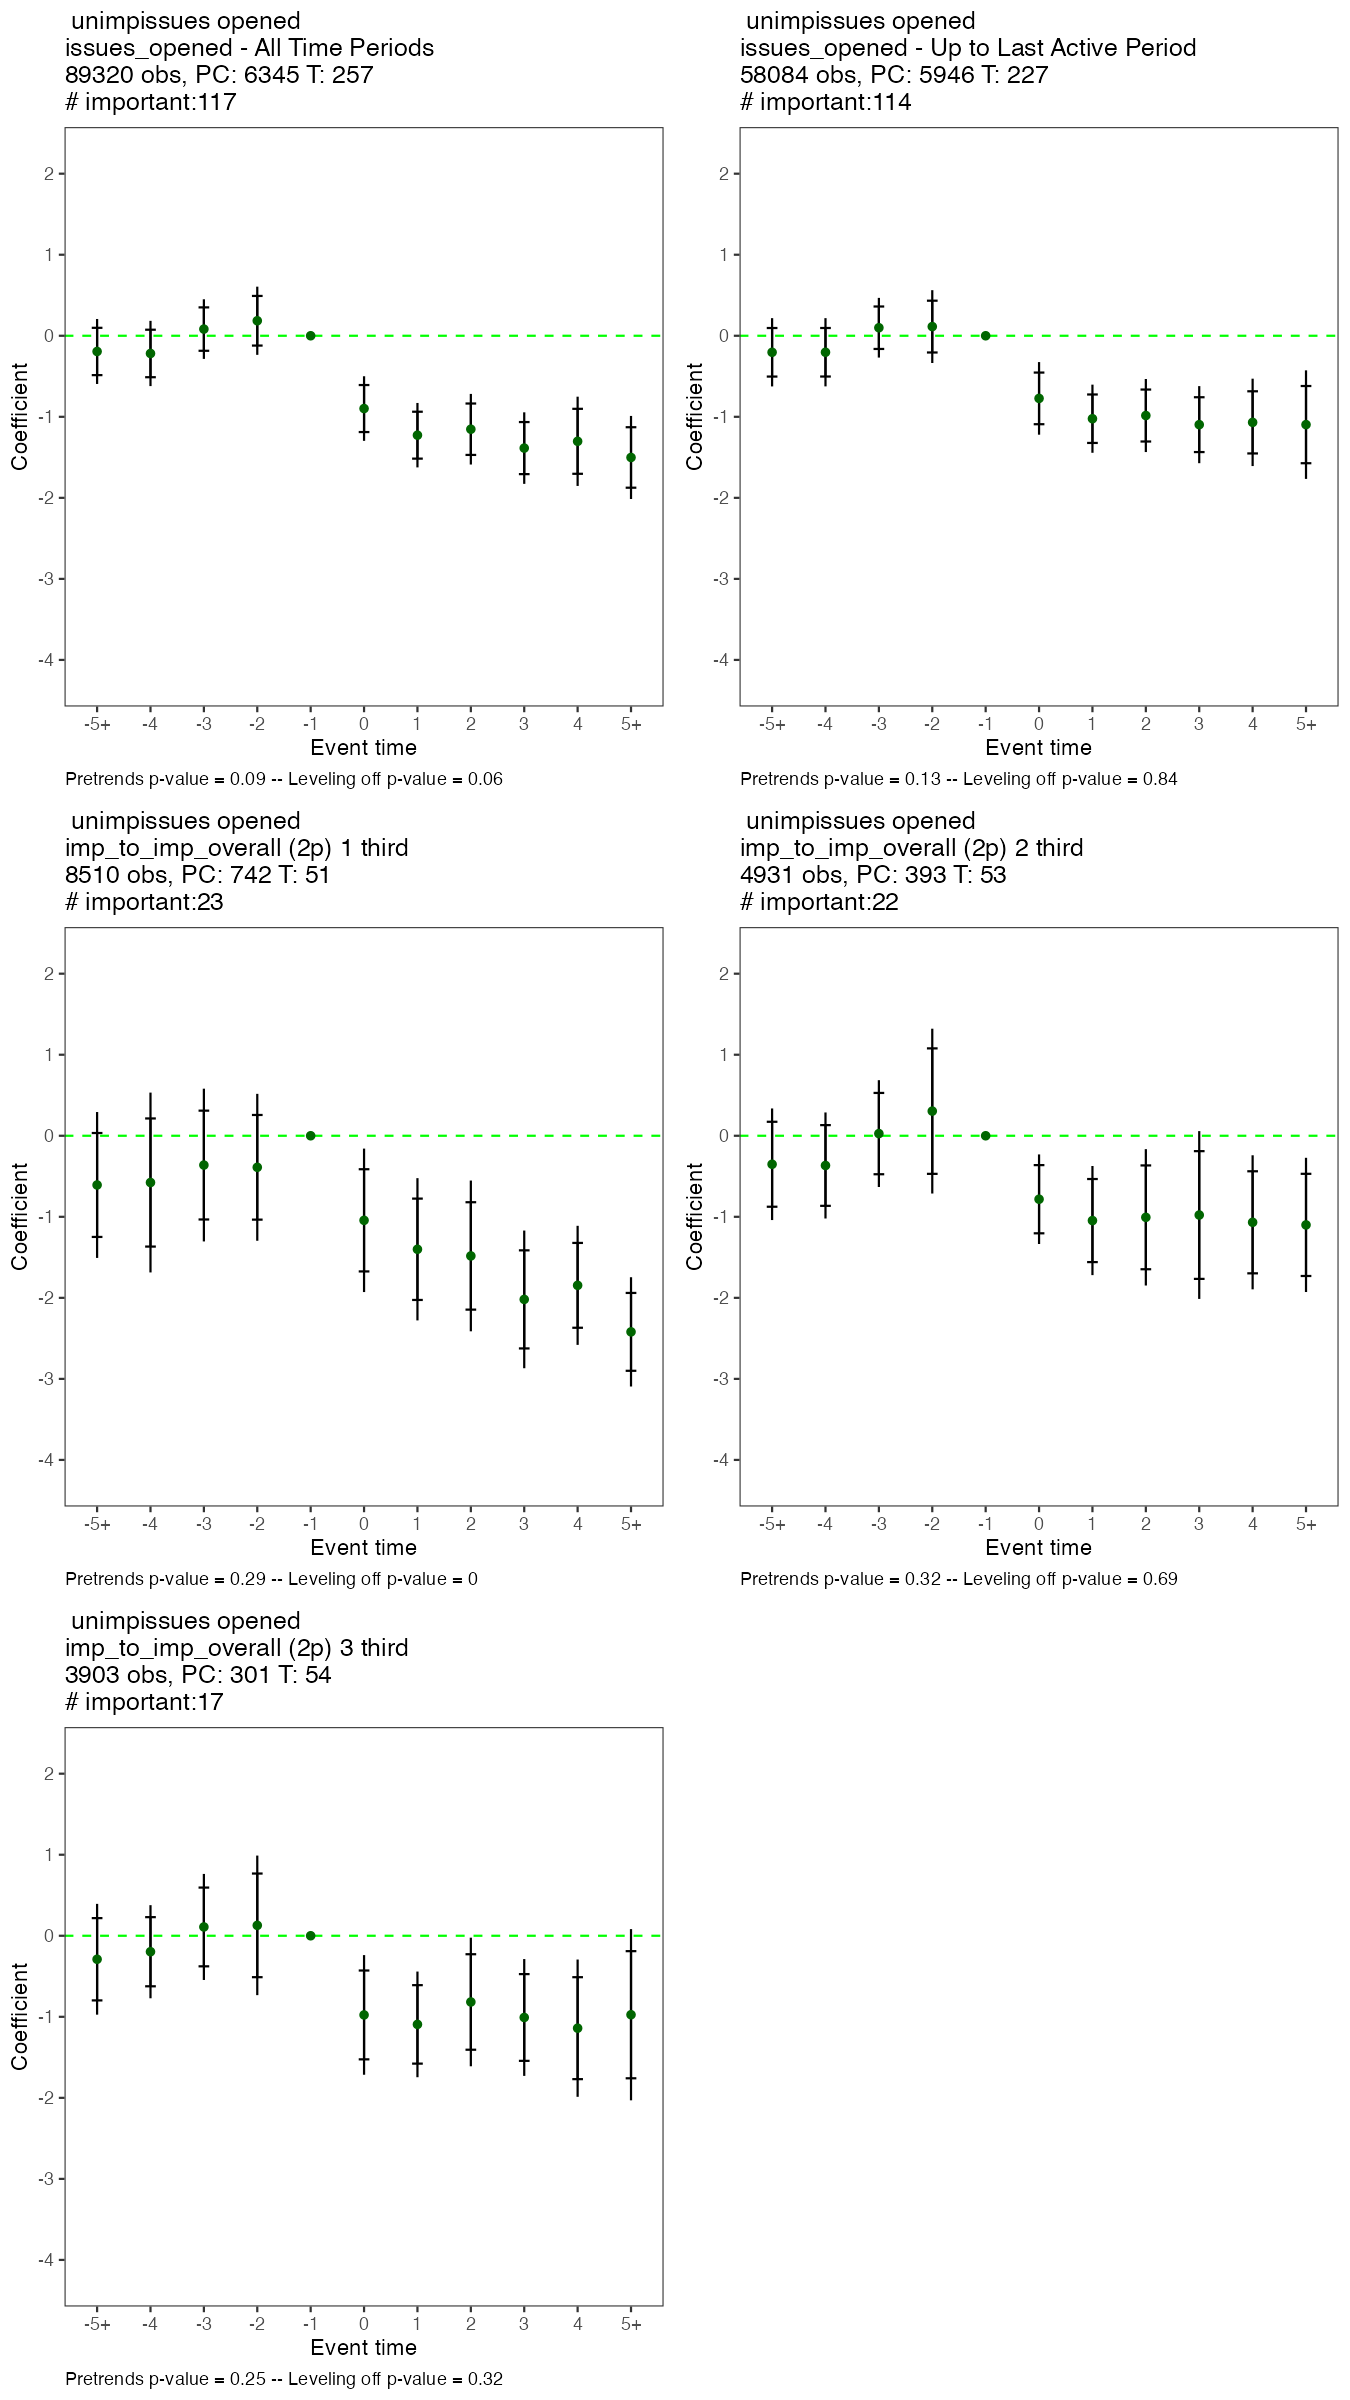 unimpissues opened
issues_opened - All Time Periods
89320 obs, PC: 6345 T: 257
# important:117
2
1
0
-1
-2
-3
-4
Coefficient
-5+ -4 -3 -2 -1 0 1 2 3 4 5+
Event time
Pretrends p-value = 0.09 -- Leveling off p-value = 0.06
unimpissues opened
issues_opened - Up to Last Active Period
58084 obs, PC: 5946 T: 227
# important:114
2
1
0
-1
-2
-3
-4
Coefficient
-5+ -4 -3 -2 -1 0 1 2 3 4 5+
Event time
Pretrends p-value = 0.13 -- Leveling off p-value = 0.84
unimpissues opened
imp_to_imp_overall (2p) 1 third
8510 obs, PC: 742 T: 51
# important:23
2
1
0
-1
-2
-3
-4
Coefficient
-5+ -4 -3 -2 -1 0 1 2 3 4 5+
Event time
Pretrends p-value = 0.29 -- Leveling off p-value = 0
unimpissues opened
imp_to_imp_overall (2p) 2 third
4931 obs, PC: 393 T: 53
# important:22
2
1
0
-1
-2
-3
-4
Coefficient
-5+ -4 -3 -2 -1 0 1 2 3 4 5+
Event time
Pretrends p-value = 0.32 -- Leveling off p-value = 0.69
unimpissues opened
imp_to_imp_overall (2p) 3 third
3903 obs, PC: 301 T: 54
# important:17
2
1
0
-1
-2
-3
-4
Coefficient
-5+ -4 -3 -2 -1 0 1 2 3 4 5+
Event time
Pretrends p-value = 0.25 -- Leveling off p-value = 0.32